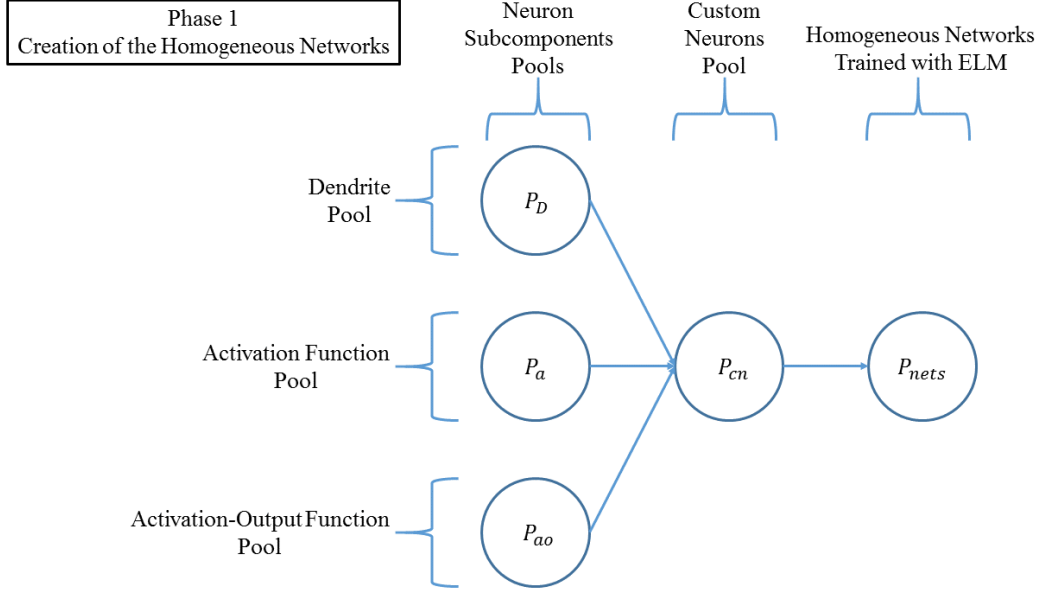 Phase 1
Creation of the Homogeneous Networks
Neuron
Subcomponents
Pools
Custom
Neurons
Pool
Homogeneous Networks
Trained with ELM
Dendrite
Pool
P_D
Activation Function
Pool
P_a
P_cn
P_nets
Activation-Output Function
Pool
P_ao